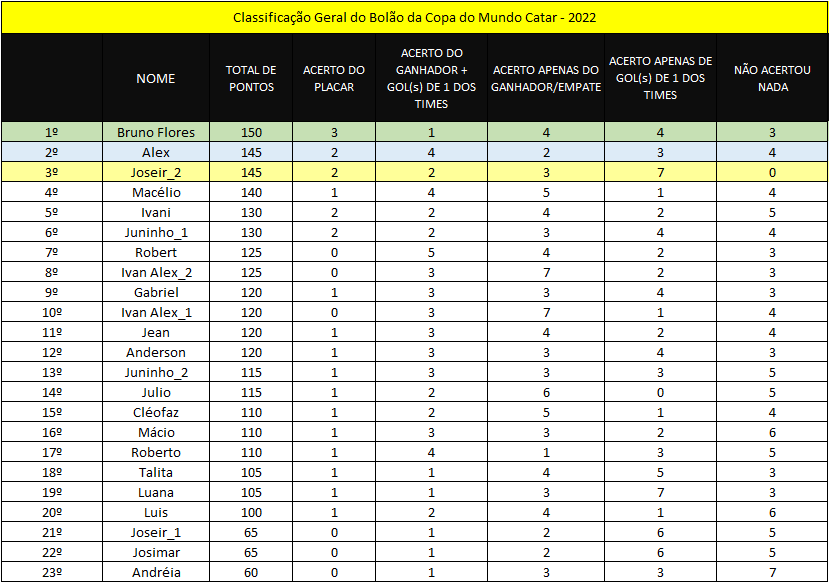 Classificação Geral do Bolão da Copa do Mundo Catar - 2022
NOME TOTAL DE PONTOS ACERTO DO PLACAR ACERTO DO GANHADOR + GOL(s) DE 1 DOS TIMES ACERTO APENAS DO GANHADOR/EMPATE ACERTO APENAS DE GOL(s) DE 1 DOS TIMES NÃO ACERTOU NADA
1º Bruno Flores 150 3 1 4 4 3
2º Alex 145 2 4 2 3 4
3º Joseir_2 145 2 2 3 7 0
4º Macélio 140 1 4 5 1 4
5º Ivani 130 2 2 4 2 5
6º Juninho_1 130 2 2 3 4 4
7º Robert 125 0 5 4 2 3
8º Ivan Alex_2 125 0 3 7 2 3
9º Gabriel 120 1 3 3 4 3
10º Ivan Alex_1 120 0 3 7 1 4
11º Jean 120 1 3 4 2 4
12º Anderson 120 1 3 3 4 3
13º Juninho_2 115 1 3 3 3 5
14º Julio 115 1 2 6 0 5
15º Cléofaz 110 1 2 5 1 4
16º Mácio 110 1 3 3 2 6
17º Roberto 110 1 4 1 3 5
18º Talita 105 1 1 4 5 3
19º Luana 105 1 1 3 7 3
20º Luis 100 1 2 4 1 6
21º Joseir_1 65 0 1 2 6 5
22º Josimar 65 0 1 2 6 5
23º Andréia 60 0 1 3 3 7